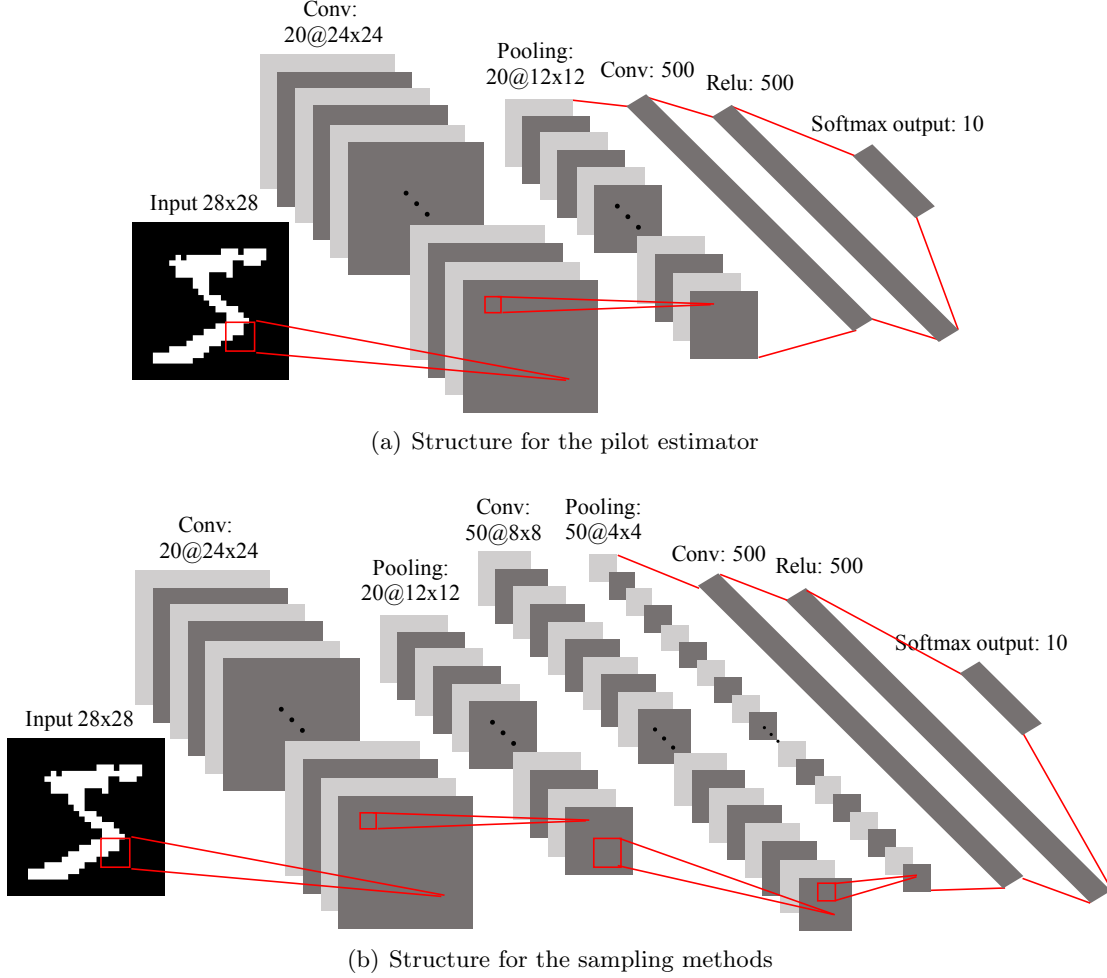 Conv:
20@24x24
Pooling:
20@12x12
Conv: 500
Relu: 500
Softmax output: 10
Input 28x28
(a) Structure for the pilot estimator
Conv:
20@24x24
Pooling:
20@12x12
Conv:
50@8x8
Pooling:
50@4x4
Conv: 500
Relu: 500
Softmax output: 10
Input 28x28
(b) Structure for the sampling methods